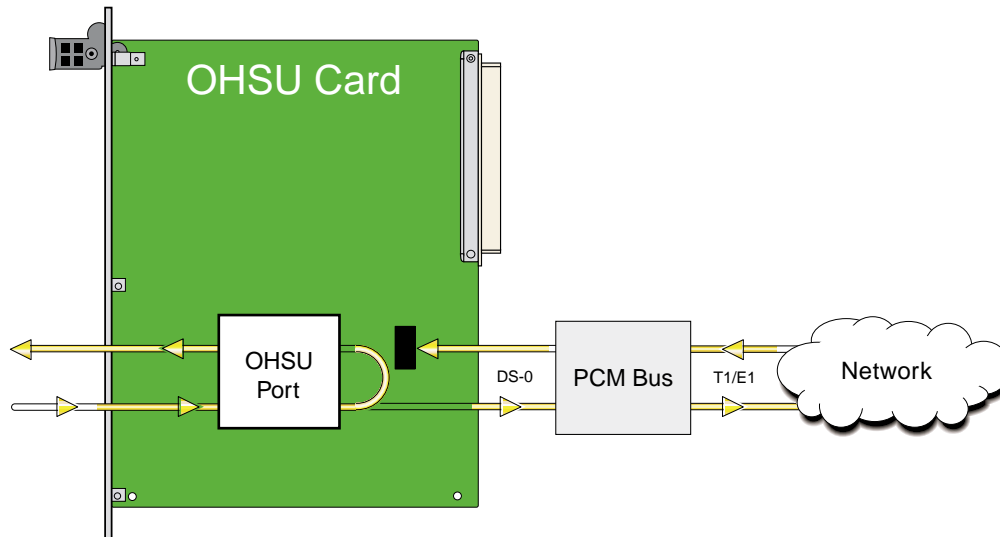 OHSU Card
OHSU
Port
DS-0
PCM Bus
T1/E1
Network